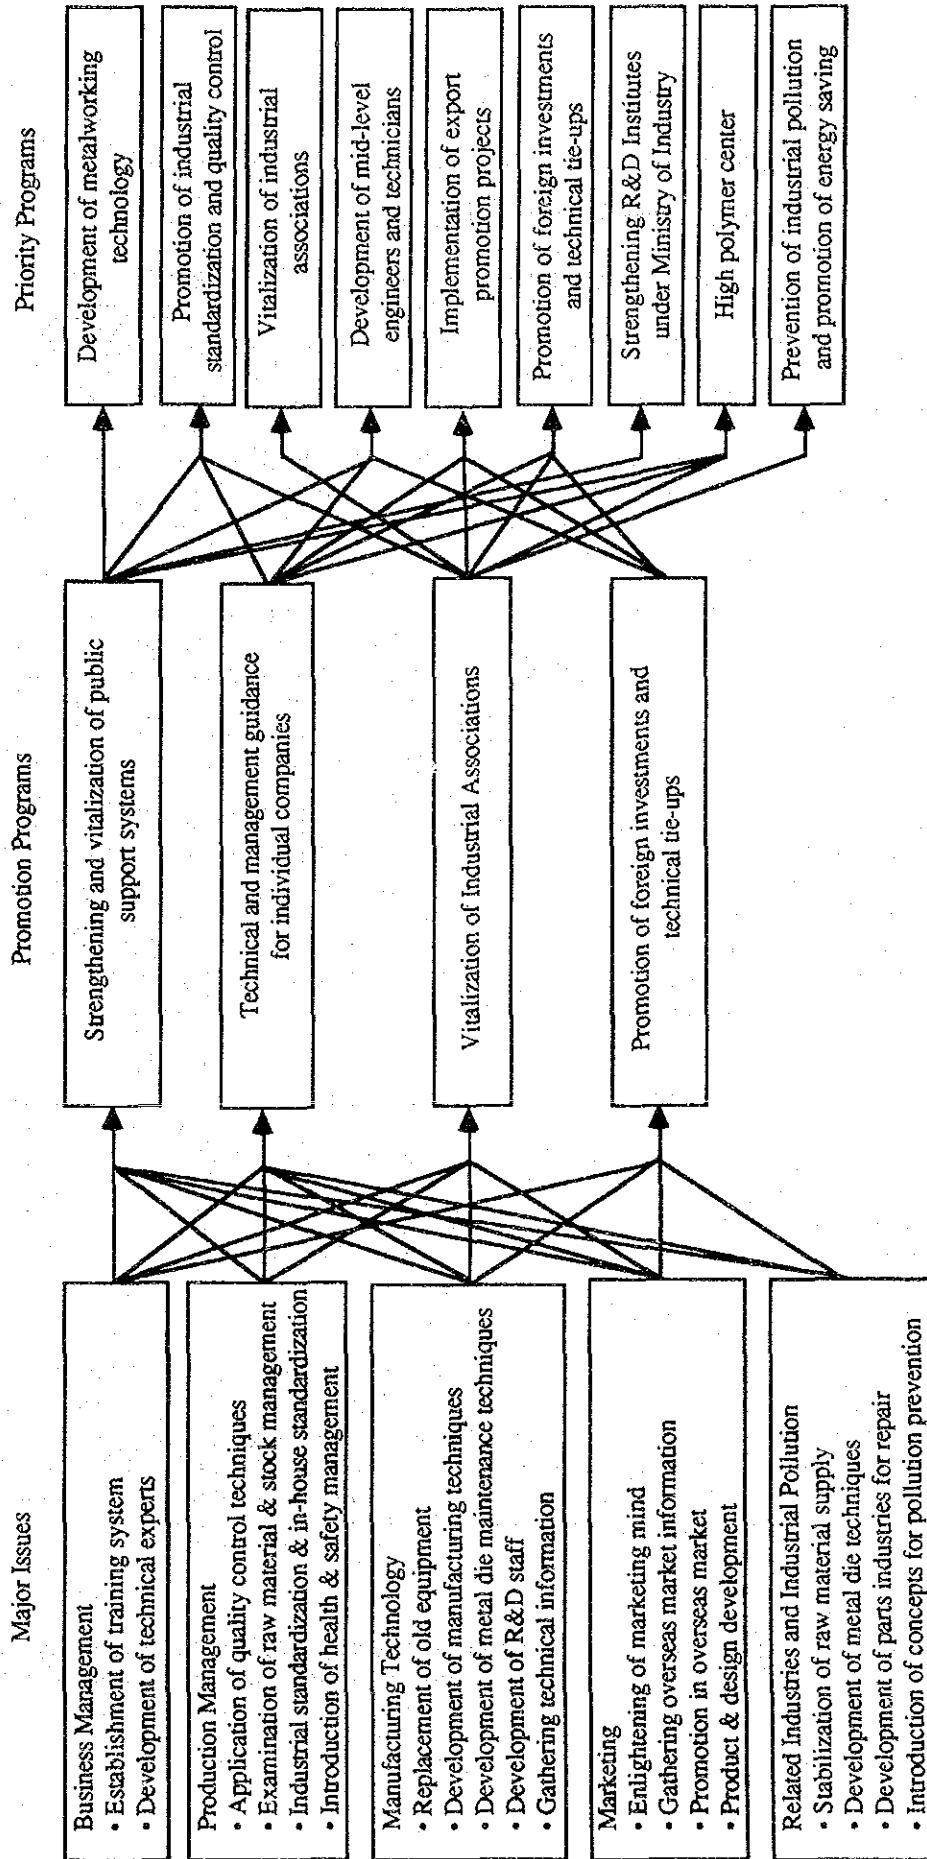 Major Issues
Business Management
• Establishment of training system
• Development of technical experts
Production Management
• Application of quality control techniques
• Examination of raw material & stock management
• Industrial standardization & in-house standardization
• Introduction of health & safety management
Manufacturing Technology
• Replacement of old equipment
• Development of manufacturing techniques
• Development of metal die maintenance techniques
• Development of R&D staff
• Gathering technical information
Marketing
• Enlightening of marketing mind
• Gathering overseas market information
• Promotion in overseas market
• Product & design development
Related Industries and Industrial Pollution
• Stabilization of raw material supply
• Development of metal die techniques
• Development of parts industries for repair
• Introduction of concepts for pollution prevention
Promotion Programs
Strengthening and vitalization of public
support systems
Technical and management guidance
for individual companies
Vitalization of Industrial Associations
Promotion of foreign investments and
technical tie-ups
Priority Programs
Development of metalworking
technology
Promotion of industrial
standardization and quality control
Vitalization of industrial
associations
Development of mid-level
engineers and technicians
Implementation of export
promotion projects
Promotion of foreign investments
and technical tie-ups
Strengthening R&D Institutes
under Ministry of Industry
High polymer center
Prevention of industrial pollution
and promotion of energy saving